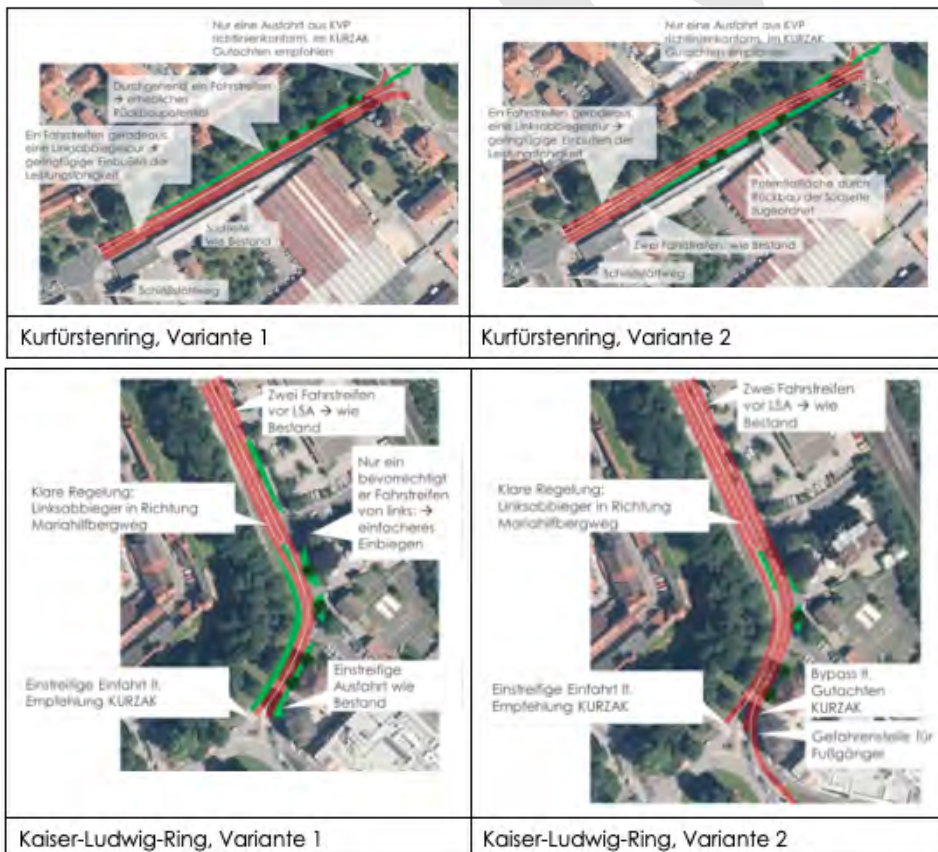 Nur eine Ausfahrt aus KVP
richtlinienkonform, im KURZAK
Gutachten empfohlen
Durchgehend ein Fahrstreifen
→ erhebliches
Rückbaupotential
Ein Fahrstreifen geradeaus,
eine Linksabbiegespur →
geringfügige Einbußen der
Leistungsfähigkeit
Südseite
wie Bestand
Schießstättweg
Kurfürstenring, Variante 1
Nur eine Ausfahrt aus KVP
richtlinienkonform, im KURZAK
Gutachten empfohlen
Ein Fahrstreifen geradeaus,
eine Linksabbiegespur →
geringfügige Einbußen der
Leistungsfähigkeit
Potentialfläche durch
Rückbau der Südseite
zugeordnet
Zwei Fahrstreifen, wie Bestand
Schießstättweg
Kurfürstenring, Variante 2
Zwei Fahrstreifen
vor LSA → wie
Bestand
Nur ein
bevorrechtigt
er Fahrstreifen
von links: →
einfacheres
Einbiegen
Klare Regelung:
Linksabbieger in Richtung
Mariahilfbergweg
Einstreifige Einfahrt lt.
Empfehlung KURZAK
Einstreifige
Ausfahrt wie
Bestand
Kaiser-Ludwig-Ring, Variante 1
Zwei Fahrstreifen
vor LSA → wie
Bestand
Klare Regelung:
Linksabbieger in Richtung
Mariahilfbergweg
Einstreifige Einfahrt lt.
Empfehlung KURZAK
Bypass lt.
Gutachten
KURZAK
Gefahrenstelle für
Fußgänger
Kaiser-Ludwig-Ring, Variante 2